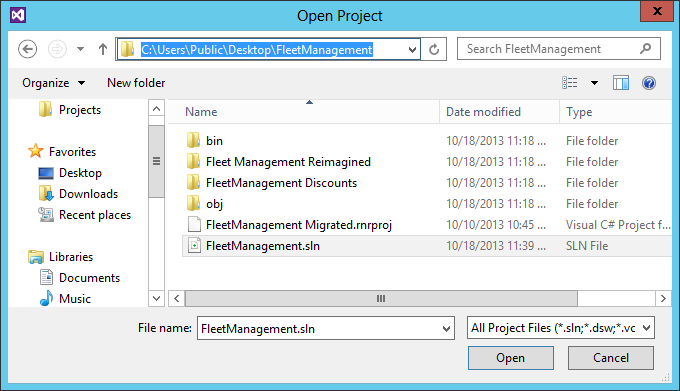 Open Project
C:\Users\Public\Desktop\FleetManagement
Search FleetManagement
Organize New folder
Projects
Favorites
Desktop
Downloads
Recent places
Libraries
Documents
Music
Name Date modified Type
bin 10/18/2013 11:18 ... File folder
Fleet Management Reimagined 10/18/2013 11:18 ... File folder
FleetManagement Discounts 10/18/2013 11:18 ... File folder
obj 10/18/2013 11:18 ... File folder
FleetManagement Migrated.rnrproj 10/10/2013 10:45 ... Visual C# Project f
FleetManagement.sln 10/18/2013 11:39 ... SLN File
File name: FleetManagement.sln All Project Files (*.sln;*.dsw;*.vc
Open Cancel